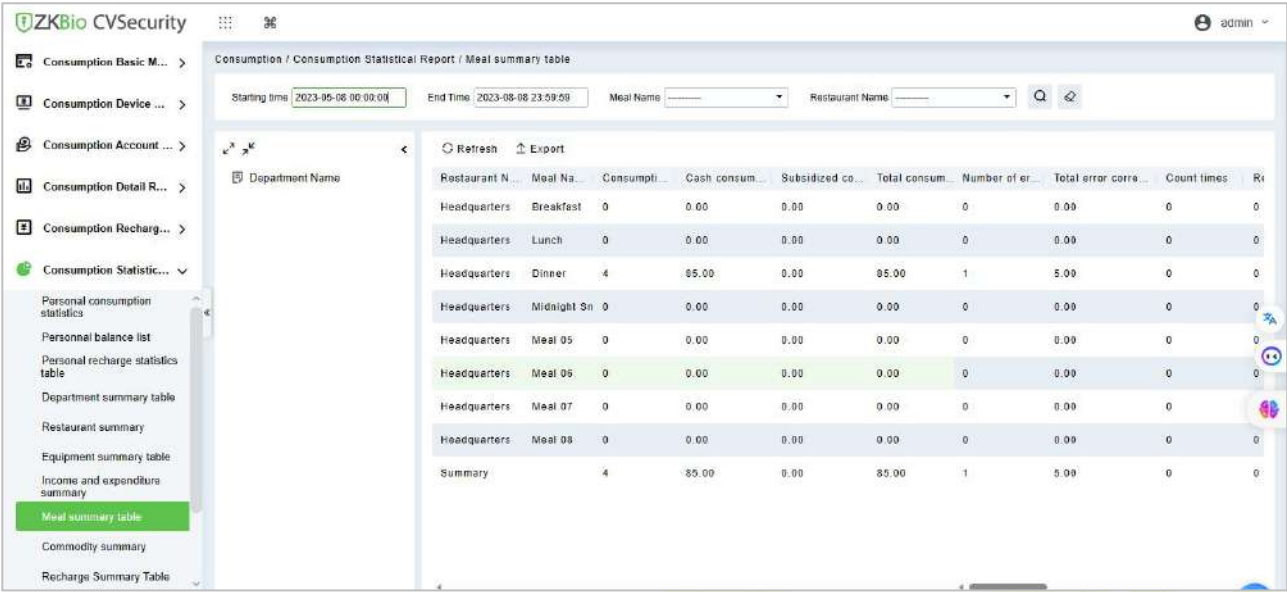 ZKBio CVSecurity
admin
Consumption Basic M...
Consumption Device ...
Consumption Account ...
Consumption Detail R...
Consumption Recharg...
Consumption Statistic...
Personal consumption
statistics
Personnal balance list
Personal recharge statistics
table
Department summary table
Restaurant summary
Equipment summary table
Income and expenditure
summary
Meal summary table
Commodity summary
Recharge Summary Table
Consumption / Consumption Statistical Report / Meal summary table
Starting time 2023-05-08 00:00:00 End Time 2023-08-08 23:59:59 Meal Name --------- Restaurant Name ---------
Department Name
Refresh Export
Restaurant N... Meal Na... Consumpti... Cash consum... Subsidized co... Total consum... Number of er... Total error corre... Count times Re
Headquarters Breakfast 0 0.00 0.00 0.00 0 0.00 0 0
Headquarters Lunch 0 0.00 0.00 0.00 0 0.00 0 0
Headquarters Dinner 4 85.00 0.00 85.00 1 5.00 0 0
Headquarters Midnight Sn 0 0.00 0.00 0.00 0 0.00 0 0
Headquarters Meal 05 0 0.00 0.00 0.00 0 0.00 0 0
Headquarters Meal 06 0 0.00 0.00 0.00 0 0.00 0 0
Headquarters Meal 07 0 0.00 0.00 0.00 0 0.00 0
Headquarters Meal 08 0 0.00 0.00 0.00 0 0.00 0 0
Summary 4 85.00 0.00 85.00 1 5.00 0 0